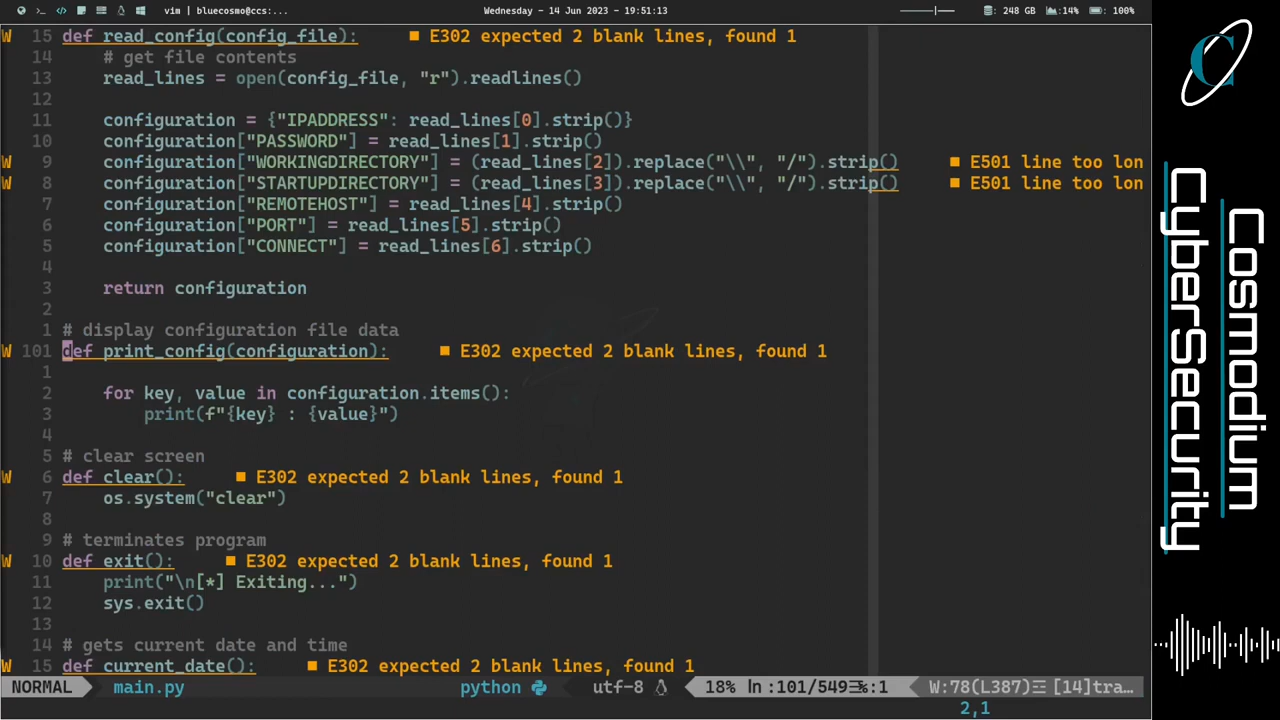 vim | bluecosmo@ccs:... Wednesday - 14 Jun 2023 - 19:51:13 248 GB 14% 100%
W 15 def read_config(config_file): ■ E302 expected 2 blank lines, found 1
14 # get file contents
13 read_lines = open(config_file, "r").readlines()
12
11 configuration = {"IPADDRESS": read_lines[0].strip()}
10 configuration["PASSWORD"] = read_lines[1].strip()
W 9 configuration["WORKINGDIRECTORY"] = (read_lines[2]).replace("\\", "/").strip() ■ E501 line too lon
W 8 configuration["STARTUPDIRECTORY"] = (read_lines[3]).replace("\\", "/").strip() ■ E501 line too lon
7 configuration["REMOTEHOST"] = read_lines[4].strip()
6 configuration["PORT"] = read_lines[5].strip()
5 configuration["CONNECT"] = read_lines[6].strip()
4
3 return configuration
2
1 # display configuration file data
W 101 def print_config(configuration): ■ E302 expected 2 blank lines, found 1
1
2 for key, value in configuration.items():
3 print(f"{key} : {value}")
4
5 # clear screen
W 6 def clear(): ■ E302 expected 2 blank lines, found 1
7 os.system("clear")
8
9 # terminates program
W 10 def exit(): ■ E302 expected 2 blank lines, found 1
11 print("\n[*] Exiting...")
12 sys.exit()
13
14 # gets current date and time
W 15 def current_date(): ■ E302 expected 2 blank lines, found 1
NORMAL main.py python utf-8 18% ln :101/549☰%:1 W:78(L387)☲ [14]tra…
2,1
C
Cosmodium
CyberSecurity